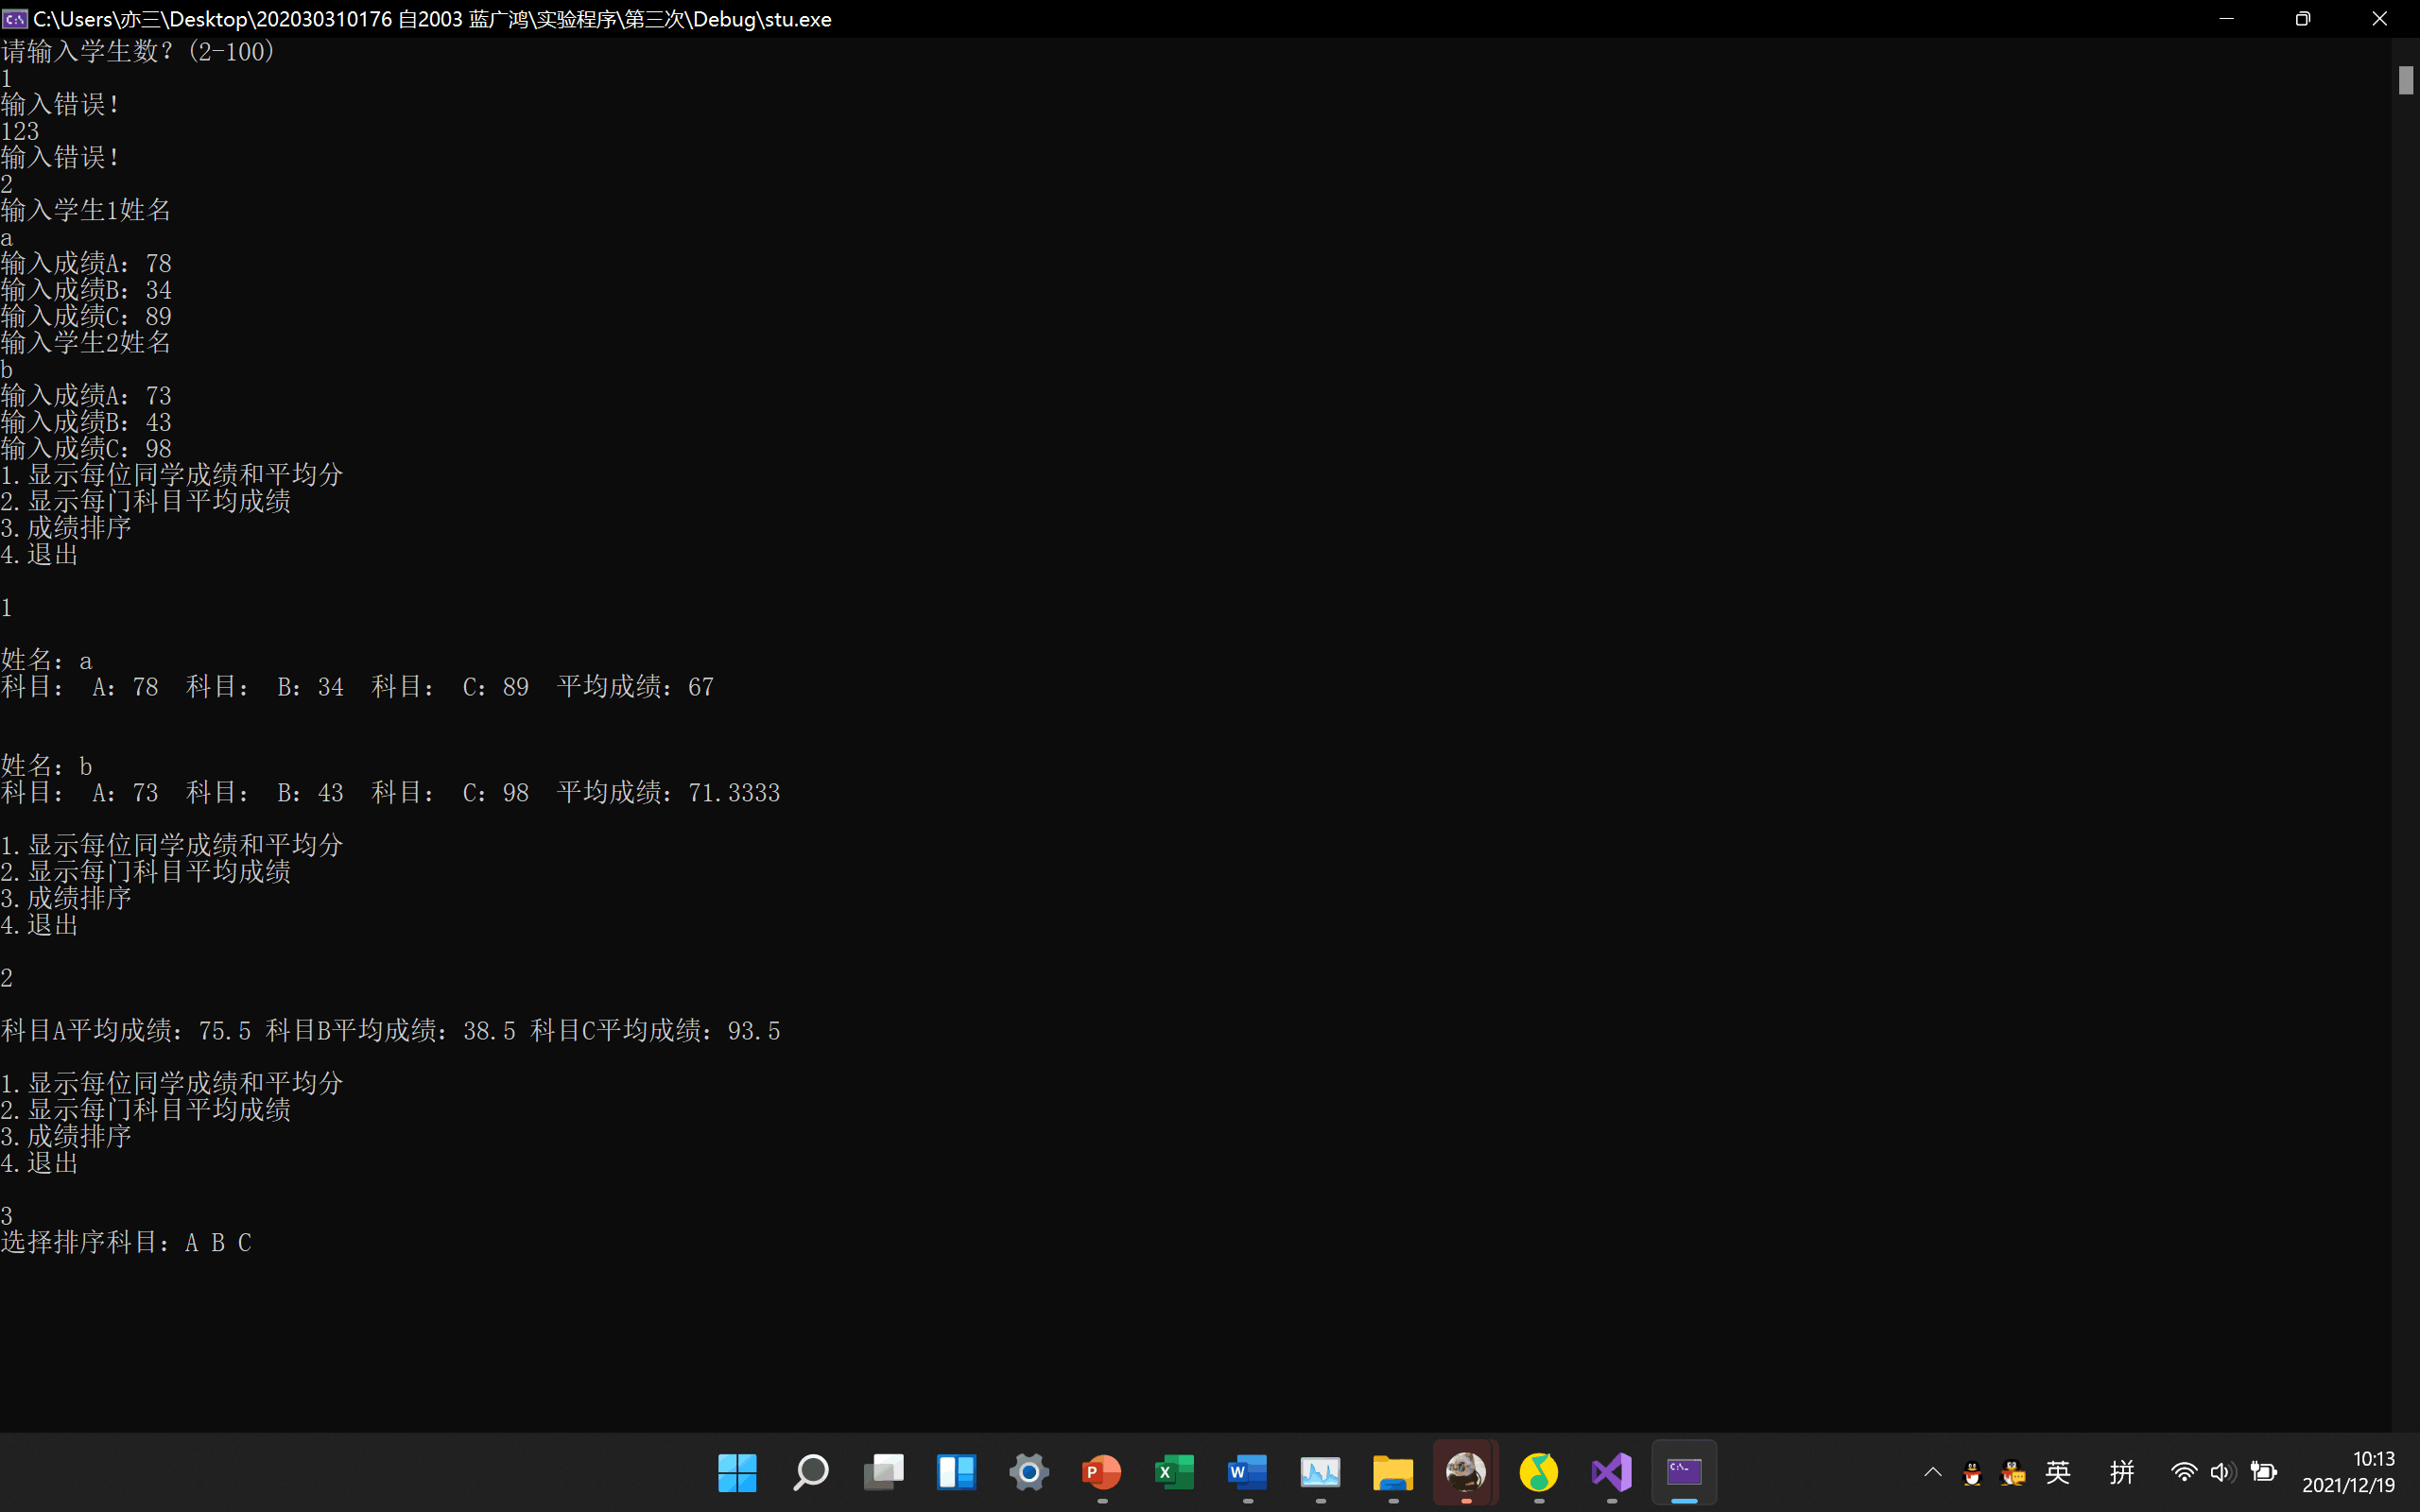 C:\Users\亦三\Desktop\202030310176 自2003 蓝广鸿\实验程序\第三次\Debug\stu.exe
请输入学生数？(2-100)
1
输入错误！
123
输入错误！
2
输入学生1姓名
a
输入成绩A：78
输入成绩B：34
输入成绩C：89
输入学生2姓名
b
输入成绩A：73
输入成绩B：43
输入成绩C：98
1.显示每位同学成绩和平均分
2.显示每门科目平均成绩
3.成绩排序
4.退出
1
姓名：a
科目： A：78  科目： B：34  科目： C：89  平均成绩：67
姓名：b
科目： A：73  科目： B：43  科目： C：98  平均成绩：71.3333
1.显示每位同学成绩和平均分
2.显示每门科目平均成绩
3.成绩排序
4.退出
2
科目A平均成绩：75.5 科目B平均成绩：38.5 科目C平均成绩：93.5
1.显示每位同学成绩和平均分
2.显示每门科目平均成绩
3.成绩排序
4.退出
3
选择排序科目：A B C
英 拼 10:13
2021/12/19